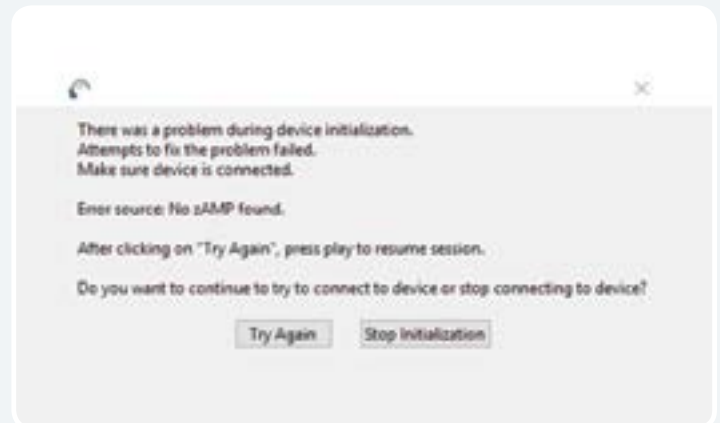 There was a problem during device initialization.
Attempts to fix the problem failed.
Make sure device is connected.
Error source: No zAMP found.
After clicking on "Try Again", press play to resume session.
Do you want to continue to try to connect to device or stop connecting to device?
Try Again
Stop Initialization